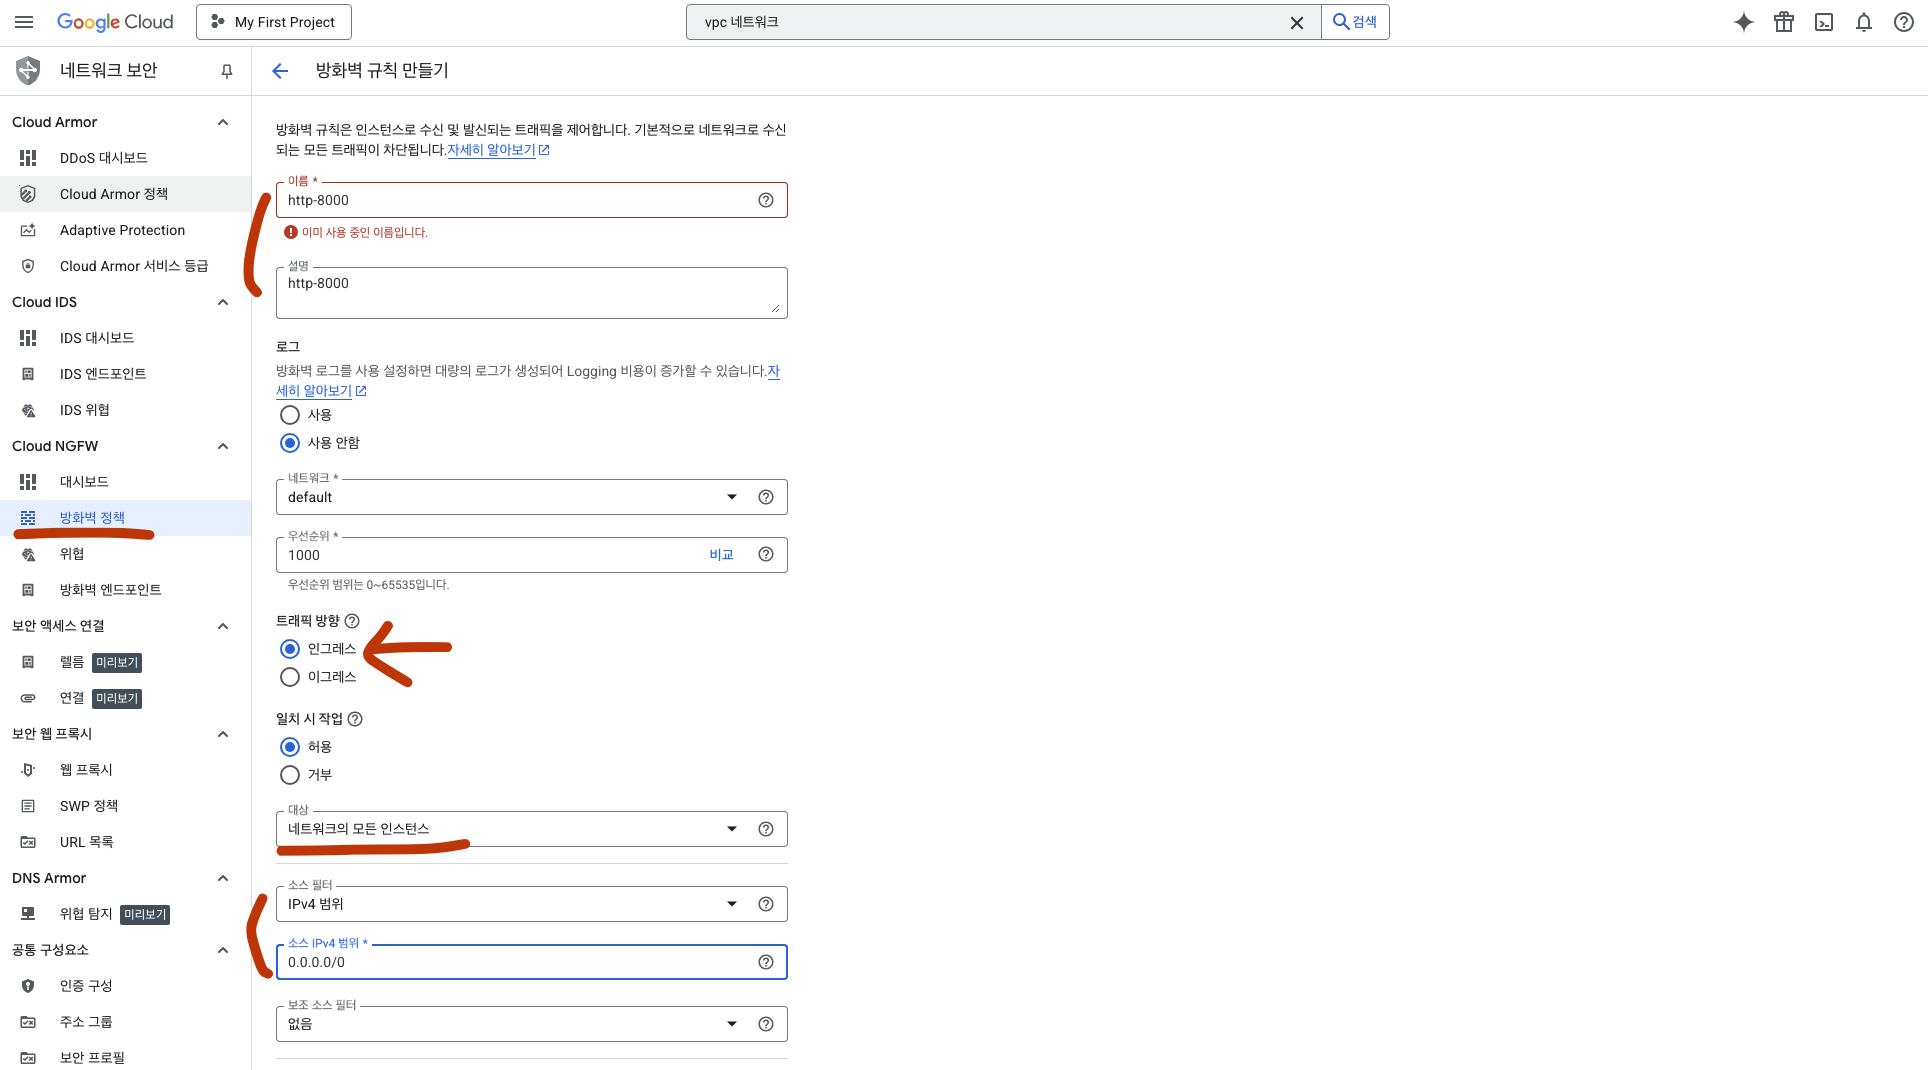 Google Cloud
My First Project
vpc 네트워크
검색
네트워크 보안
방화벽 규칙 만들기
Cloud Armor
DDoS 대시보드
Cloud Armor 정책
Adaptive Protection
Cloud Armor 서비스 등급
Cloud IDS
IDS 대시보드
IDS 엔드포인트
IDS 위협
Cloud NGFW
대시보드
방화벽 정책
위협
방화벽 엔드포인트
보안 액세스 연결
렐름 미리보기
연결 미리보기
보안 웹 프록시
웹 프록시
SWP 정책
URL 목록
DNS Armor
위협 탐지 미리보기
공통 구성요소
인증 구성
주소 그룹
보안 프로필
방화벽 규칙은 인스턴스로 수신 및 발신되는 트래픽을 제어합니다. 기본적으로 네트워크로 수신
되는 모든 트래픽이 차단됩니다.자세히 알아보기
이름 *
http-8000
이미 사용 중인 이름입니다.
설명
http-8000
로그
방화벽 로그를 사용 설정하면 대량의 로그가 생성되어 Logging 비용이 증가할 수 있습니다.자
세히 알아보기
사용
사용 안함
네트워크 *
default
우선순위 *
1000
비교
우선순위 범위는 0~65535입니다.
트래픽 방향
인그레스
이그레스
일치 시 작업
허용
거부
대상
네트워크의 모든 인스턴스
소스 필터
IPv4 범위
소스 IPv4 범위 *
0.0.0.0/0
보조 소스 필터
없음